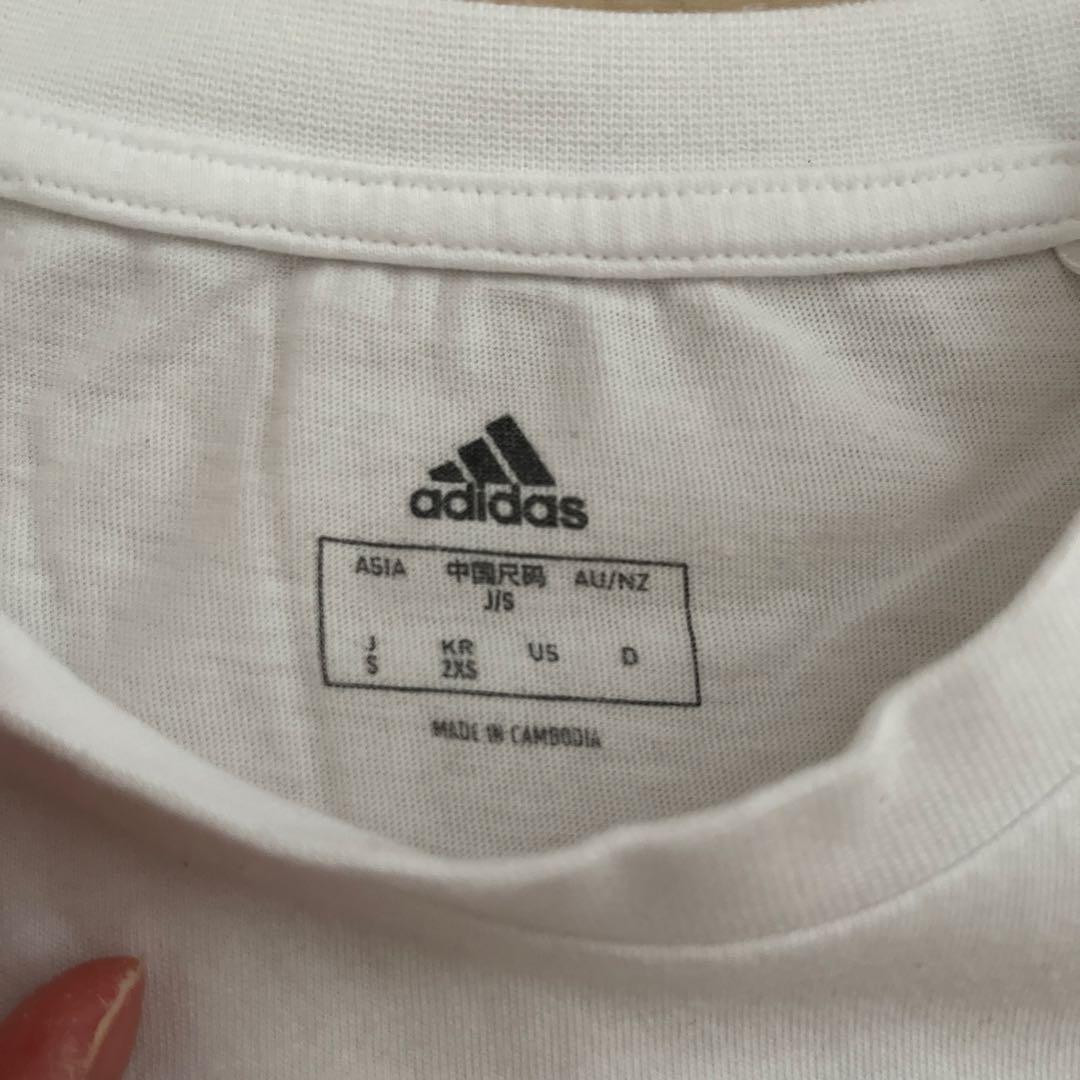 adidas
ASIA 中国尺码 AU/NZ
J/S
J KR US D
S 2XS
MADE IN CAMBODIA